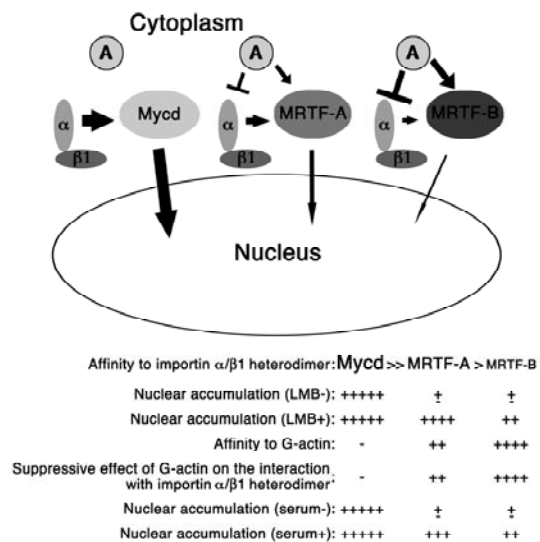 Cytoplasm
A A A
α Mycd α MRTF-A α MRTF-B
β1 β1 β1
Nucleus
Affinity to importin α/β1 heterodimer: Mycd >> MRTF-A > MRTF-B
Nuclear accumulation (LMB-): +++++ ± ±
Nuclear accumulation (LMB+): +++++ ++++ ++
Affinity to G-actin: - ++ ++++
Suppressive effect of G-actin on the interaction
with importin α/β1 heterodimer: - ++ ++++
Nuclear accumulation (serum-): +++++ ± ±
Nuclear accumulation (serum+): +++++ +++ ++